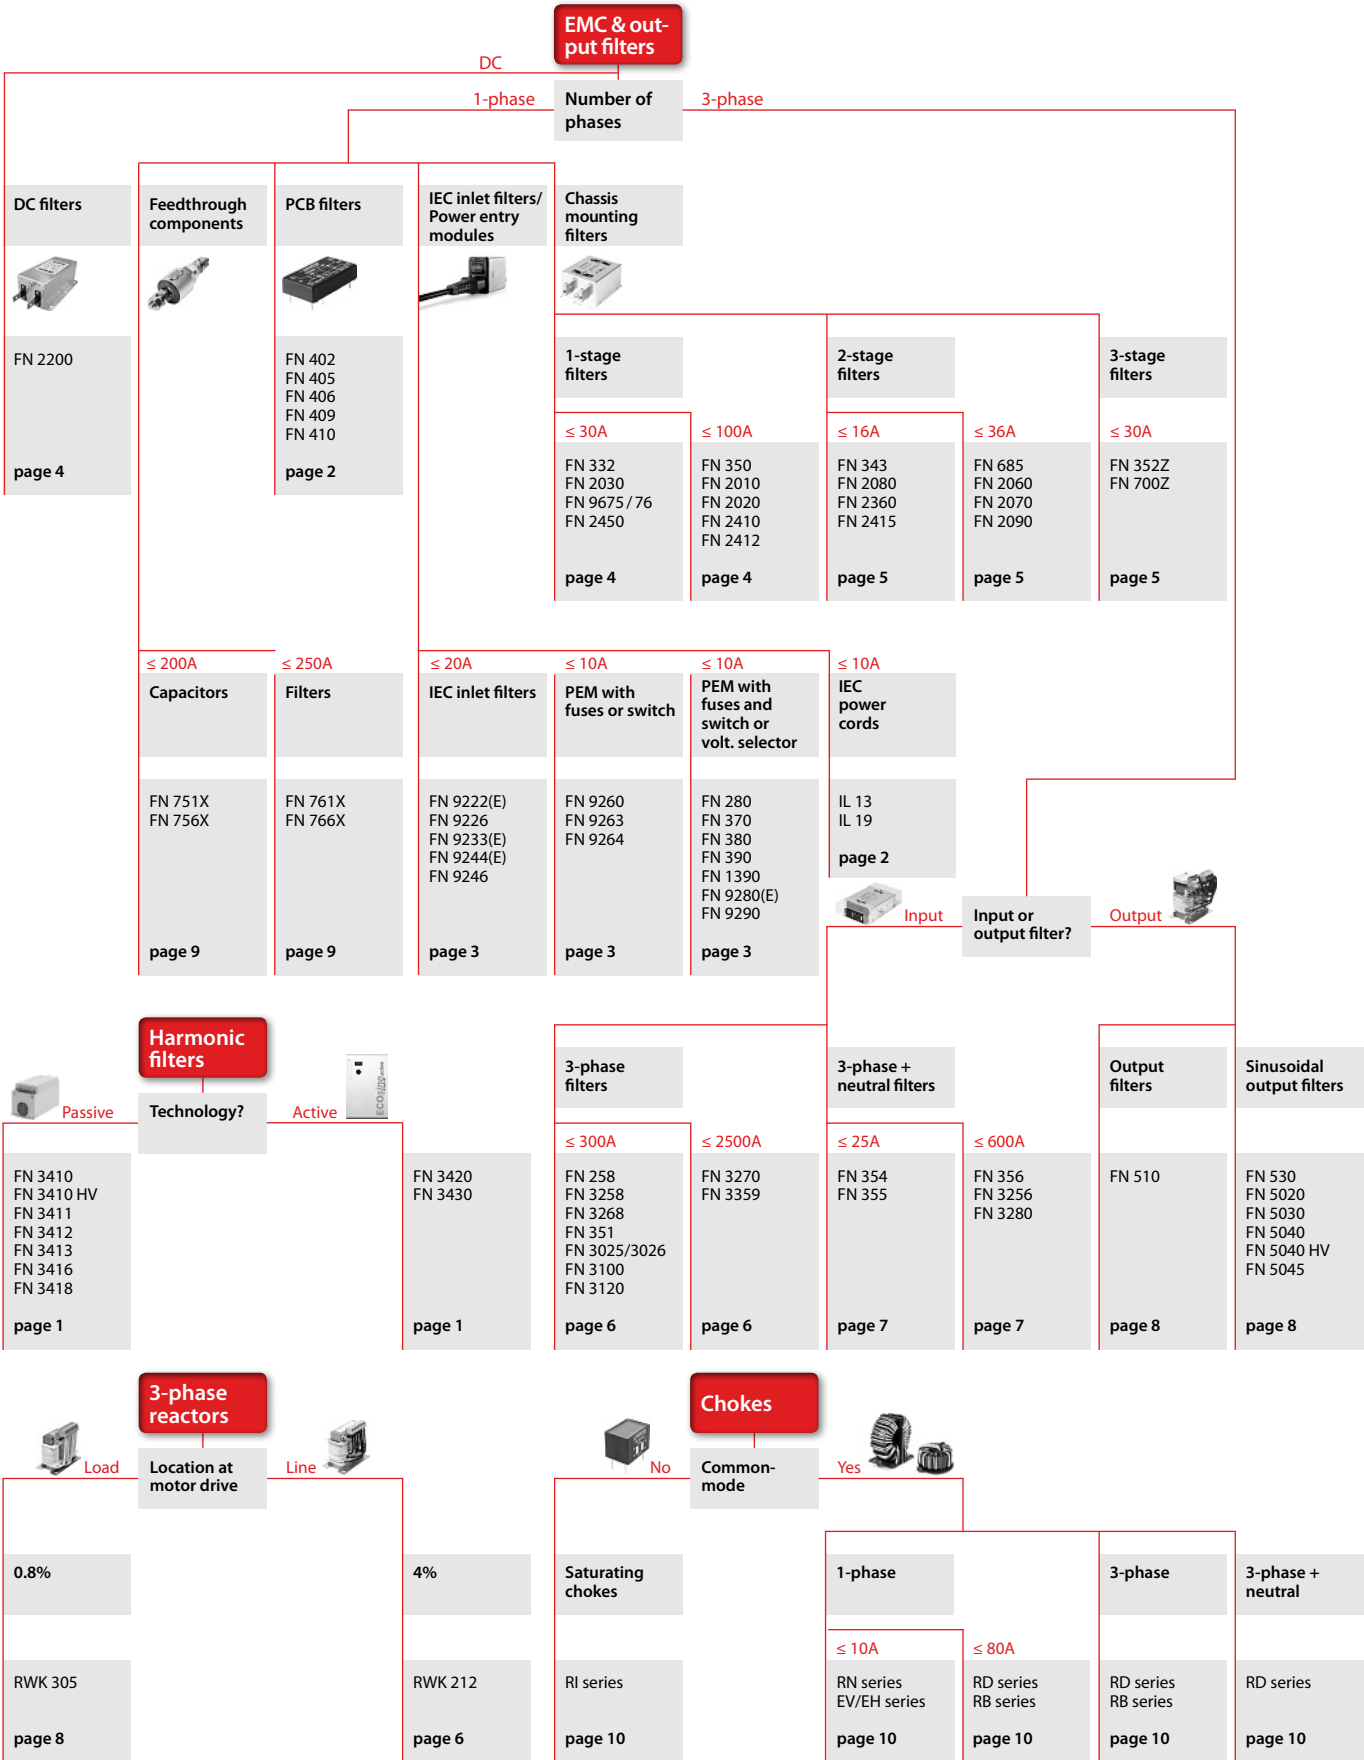 EMC & out-
put filters
DC
1-phase
Number of
phases
3-phase
DC filters
Feedthrough
components
PCB filters
IEC inlet filters/
Power entry
modules
Chassis
mounting
filters
FN 2200
page 4
FN 402
FN 405
FN 406
FN 409
FN 410
page 2
1-stage
filters
2-stage
filters
3-stage
filters
≤ 30A
FN 332
FN 2030
FN 9675 / 76
FN 2450
page 4
≤ 100A
FN 350
FN 2010
FN 2020
FN 2410
FN 2412
page 4
≤ 16A
FN 343
FN 2080
FN 2360
FN 2415
page 5
≤ 36A
FN 685
FN 2060
FN 2070
FN 2090
page 5
≤ 30A
FN 352Z
FN 700Z
page 5
≤ 200A
Capacitors
FN 751X
FN 756X
page 9
≤ 250A
Filters
FN 761X
FN 766X
page 9
≤ 20A
IEC inlet filters
FN 9222(E)
FN 9226
FN 9233(E)
FN 9244(E)
FN 9246
page 3
≤ 10A
PEM with
fuses or switch
FN 9260
FN 9263
FN 9264
page 3
≤ 10A
PEM with
fuses and
switch or
volt. selector
FN 280
FN 370
FN 380
FN 390
FN 1390
FN 9280(E)
FN 9290
page 3
≤ 10A
IEC
power
cords
IL 13
IL 19
page 2
Input
Input or
output filter?
Output
3-phase
filters
3-phase +
neutral filters
Output
filters
Sinusoidal
output filters
≤ 300A
FN 258
FN 3258
FN 3268
FN 351
FN 3025/3026
FN 3100
FN 3120
page 6
≤ 2500A
FN 3270
FN 3359
page 6
≤ 25A
FN 354
FN 355
page 7
≤ 600A
FN 356
FN 3256
FN 3280
page 7
FN 510
page 8
FN 530
FN 5020
FN 5030
FN 5040
FN 5040 HV
FN 5045
page 8
Harmonic
filters
Passive
Technology?
Active
ECOsine ACTIVE
FN 3410
FN 3410 HV
FN 3411
FN 3412
FN 3413
FN 3416
FN 3418
page 1
FN 3420
FN 3430
page 1
3-phase
reactors
Load
Location at
motor drive
Line
0.8%
RWK 305
page 8
4%
RWK 212
page 6
Chokes
No
Common-
mode
Yes
Saturating
chokes
RI series
page 10
1-phase
3-phase
3-phase +
neutral
≤ 10A
RN series
EV/EH series
page 10
≤ 80A
RD series
RB series
page 10
RD series
RB series
page 10
RD series
page 10